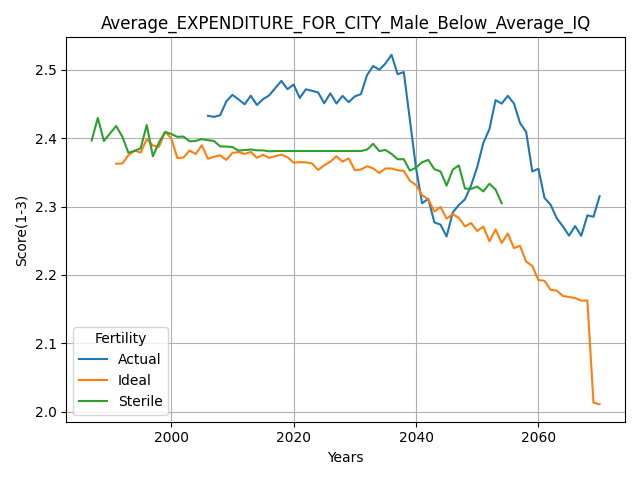 Average_EXPENDITURE_FOR_CITY_Male_Below_Average_IQ
Score(1-3)
2.5
2.4
2.3
2.2
2.1
2.0
Fertility
Actual
Ideal
Sterile
2000 2020 2040 2060
Years